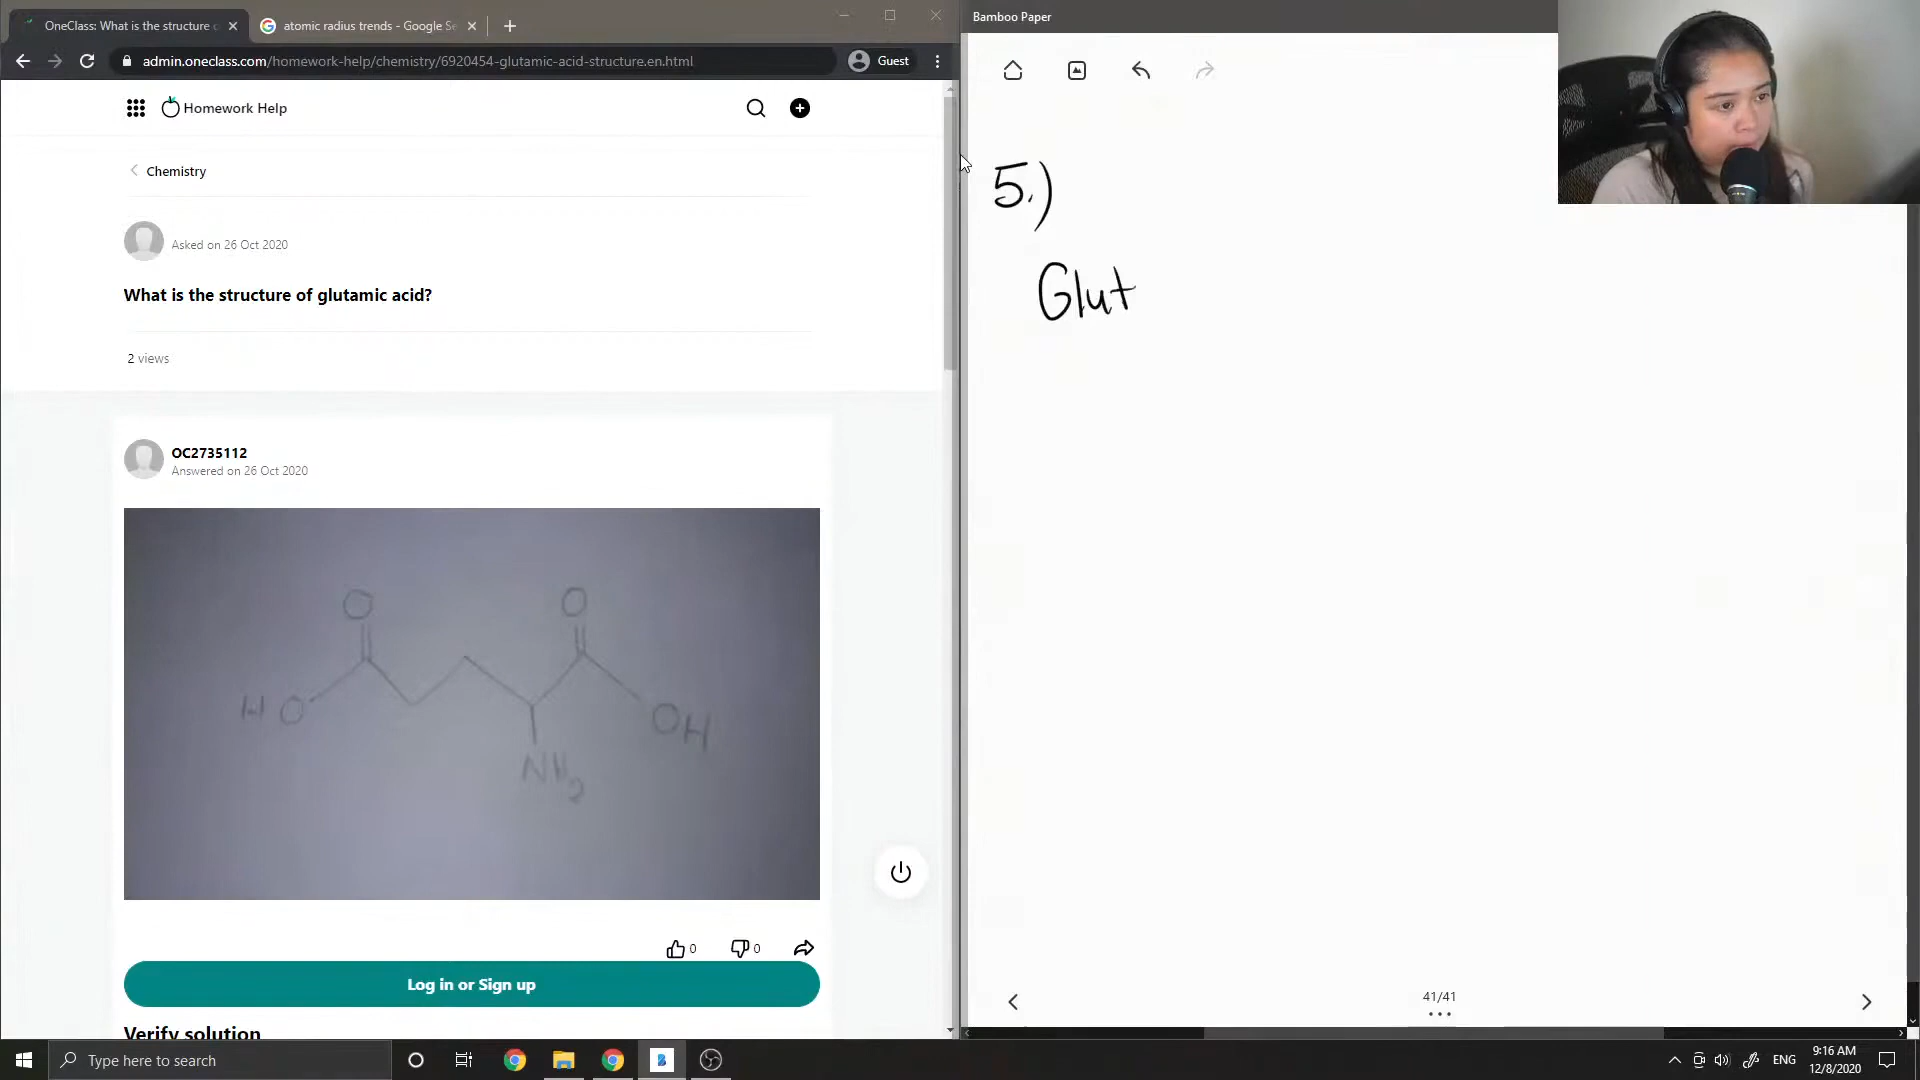 OneClass: What is the structure o
atomic radius trends - Google Se
admin.oneclass.com/homework-help/chemistry/6920454-glutamic-acid-structure.en.html
Guest
Homework Help
Chemistry
Asked on 26 Oct 2020
What is the structure of glutamic acid?
2 views
OC2735112
Answered on 26 Oct 2020
O
O
H O
OH
NH2
0
0
Log in or Sign up
Verify solution
Bamboo Paper
5.)
Glut
41/41
Type here to search
B
ENG
9:16 AM
12/8/2020